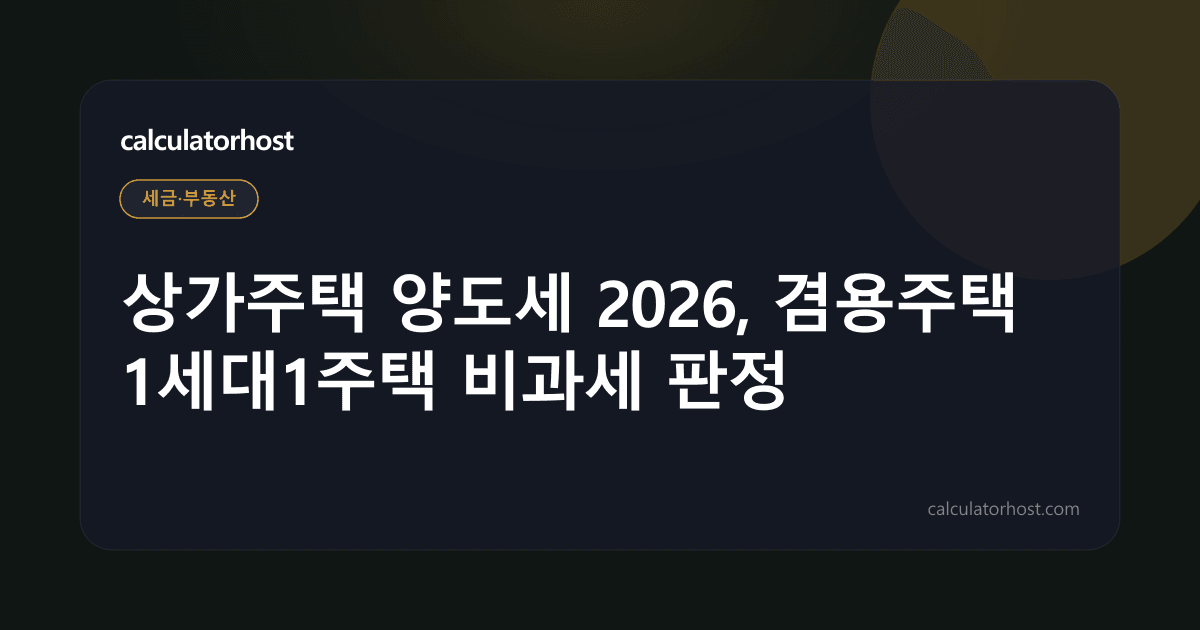 calculatorhost
세금·부동산
상가주택 양도세 2026, 겸용주택
1세대1주택 비과세 판정
calculatorhost.com